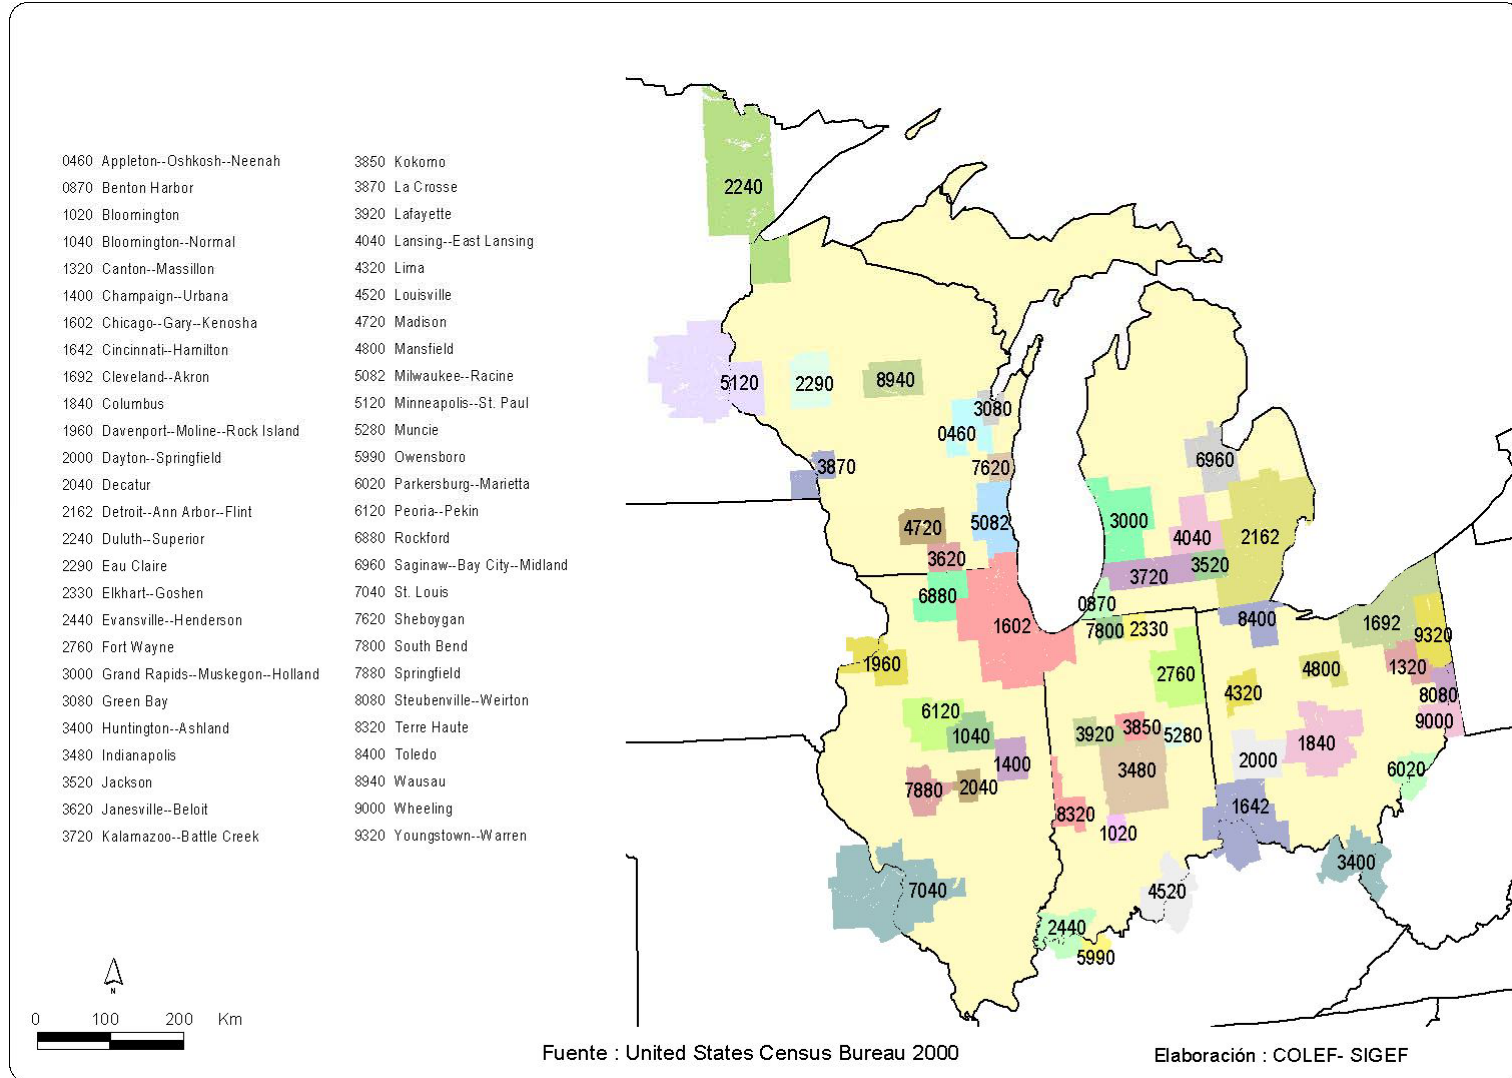 0460 Appleton--Oshkosh--Neenah
0870 Benton Harbor
1020 Bloomington
1040 Bloomington--Normal
1320 Canton--Massillon
1400 Champaign--Urbana
1602 Chicago--Gary--Kenosha
1642 Cincinnati--Hamilton
1692 Cleveland--Akron
1840 Columbus
1960 Davenport--Moline--Rock Island
2000 Dayton--Springfield
2040 Decatur
2162 Detroit--Ann Arbor--Flint
2240 Duluth--Superior
2290 Eau Claire
2330 Elkhart--Goshen
2440 Evansville--Henderson
2760 Fort Wayne
3000 Grand Rapids--Muskegon--Holland
3080 Green Bay
3400 Huntington--Ashland
3480 Indianapolis
3520 Jackson
3620 Janesville--Beloit
3720 Kalamazoo--Battle Creek
3850 Kokomo
3870 La Crosse
3920 Lafayette
4040 Lansing--East Lansing
4320 Lima
4520 Louisville
4720 Madison
4800 Mansfield
5082 Milwaukee--Racine
5120 Minneapolis--St. Paul
5280 Muncie
5990 Owensboro
6020 Parkersburg--Marietta
6120 Peoria--Pekin
6880 Rockford
6960 Saginaw--Bay City--Midland
7040 St. Louis
7620 Sheboygan
7800 South Bend
7880 Springfield
8080 Steubenville--Weirton
8320 Terre Haute
8400 Toledo
8940 Wausau
9000 Wheeling
9320 Youngstown--Warren
2240
5120
2290
8940
3080
0460
3870
7620
6960
4720
5082
3000
4040
2162
3620
3720
3520
6880
0870
1602
7800
2330
8400
1692
9320
1960
2760
4800
1320
4320
8080
6120
9000
1040
3920
3850
5280
1840
1400
3480
2000
6020
7880
2040
8320
1642
1020
3400
7040
4520
2440
5990
N
0 100 200 Km
Fuente : United States Census Bureau 2000
Elaboración : COLEF- SIGEF